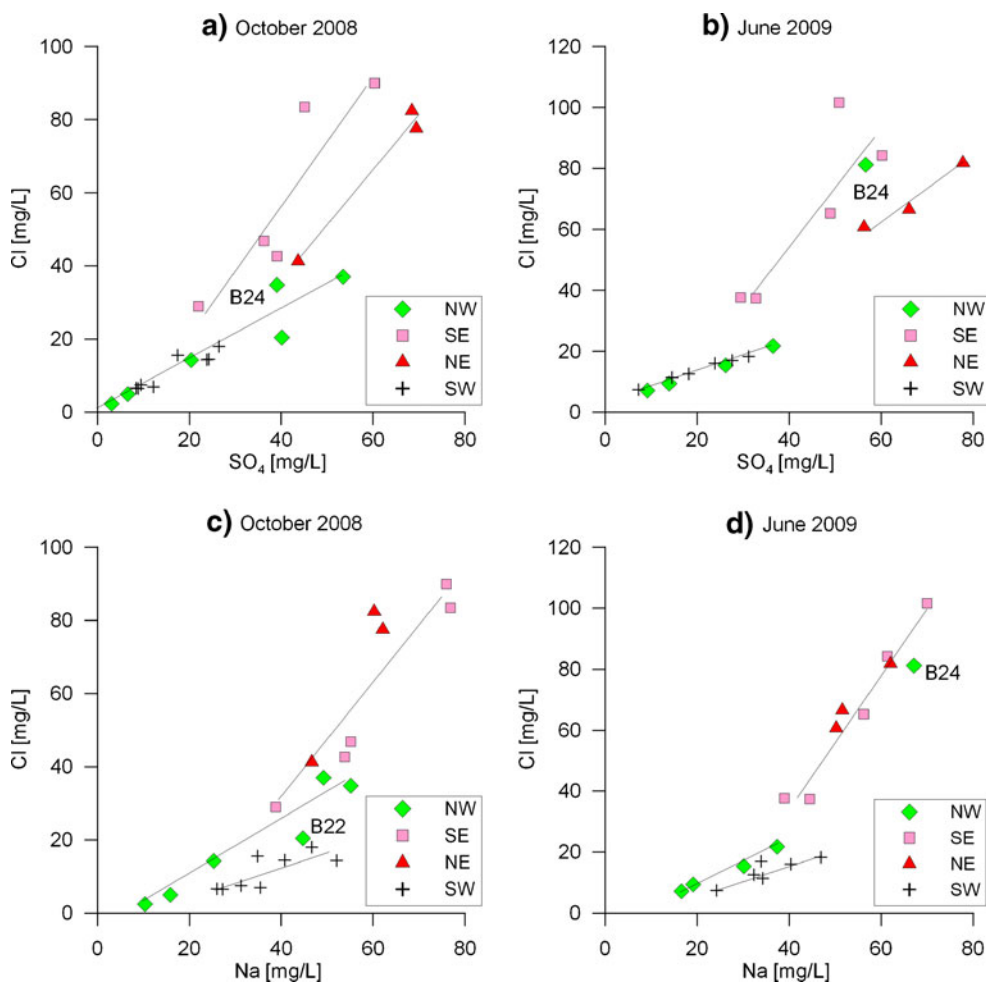 a) October 2008
100
80
60
40
20
0
Cl [mg/L]
B24
NW
SE
NE
SW
0 20 40 60 80
SO₄ [mg/L]
b) June 2009
120
100
80
60
40
20
0
Cl [mg/L]
B24
NW
SE
NE
SW
0 20 40 60 80
SO₄ [mg/L]
c) October 2008
100
80
60
40
20
0
Cl [mg/L]
B22
NW
SE
NE
SW
0 20 40 60 80
Na [mg/L]
d) June 2009
120
100
80
60
40
20
0
Cl [mg/L]
B24
NW
SE
NE
SW
0 20 40 60 80
Na [mg/L]